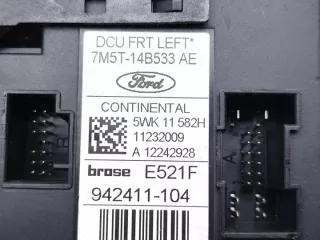 DCU FRT LEFT*
7M5T-14B533 AE
Ford
CONTINENTAL
5WK 11 582H
11232009
A 12242928
brose E521F
942411-104
A